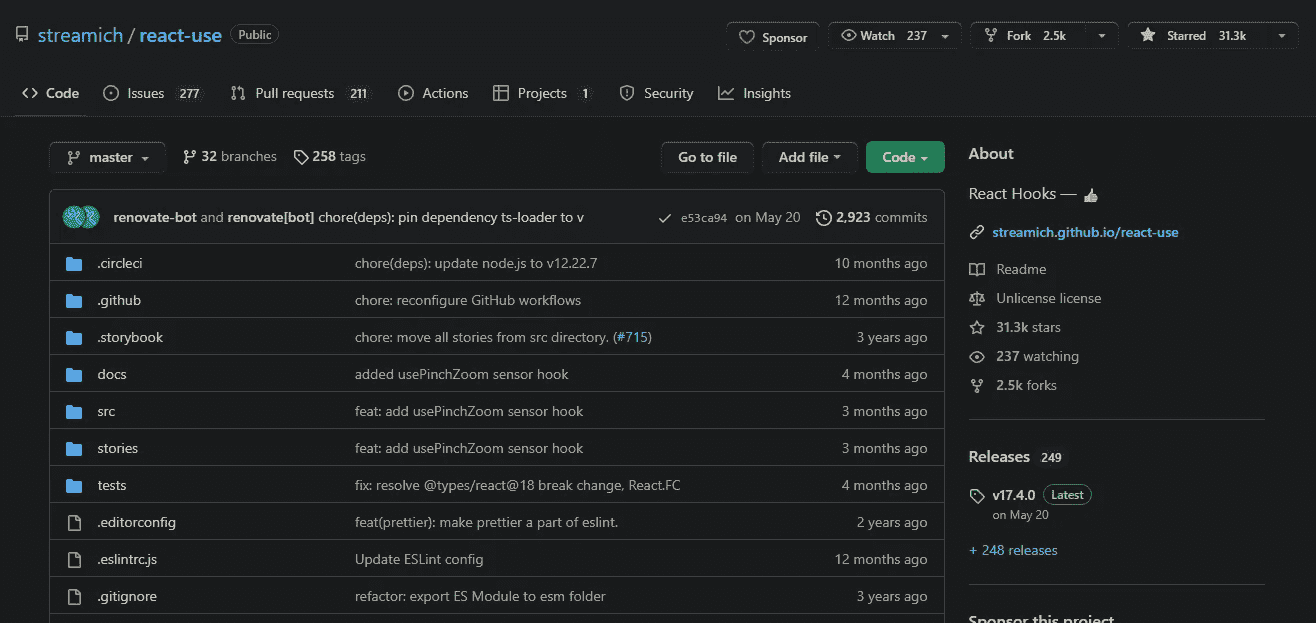 streamich / react-use Public
Sponsor Watch 237 Fork 2.5k Starred 31.3k
Code Issues 277 Pull requests 211 Actions Projects 1 Security Insights
master 32 branches 258 tags Go to file Add file Code
renovate-bot and renovate[bot] chore(deps): pin dependency ts-loader to v e53ca94 on May 20 2,923 commits
.circleci chore(deps): update node.js to v12.22.7 10 months ago
.github chore: reconfigure GitHub workflows 12 months ago
.storybook chore: move all stories from src directory. (#715) 3 years ago
docs added usePinchZoom sensor hook 4 months ago
src feat: add usePinchZoom sensor hook 3 months ago
stories feat: add usePinchZoom sensor hook 3 months ago
tests fix: resolve @types/react@18 break change, React.FC 4 months ago
.editorconfig feat(prettier): make prettier a part of eslint. 2 years ago
.eslintrc.js Update ESLint config 12 months ago
.gitignore refactor: export ES Module to esm folder 3 years ago
About
React Hooks — 👍
streamich.github.io/react-use
Readme
Unlicense license
31.3k stars
237 watching
2.5k forks
Releases 249
v17.4.0 Latest
on May 20
+ 248 releases
Sponsor this project